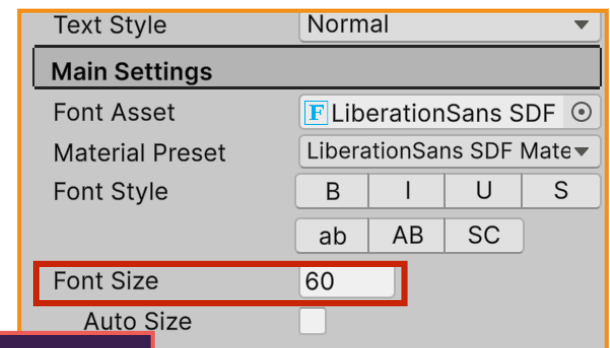 Text Style Normal
Main Settings
Font Asset F LiberationSans SDF
Material Preset LiberationSans SDF Mate
Font Style B I U S
ab AB SC
Font Size 60
Auto Size